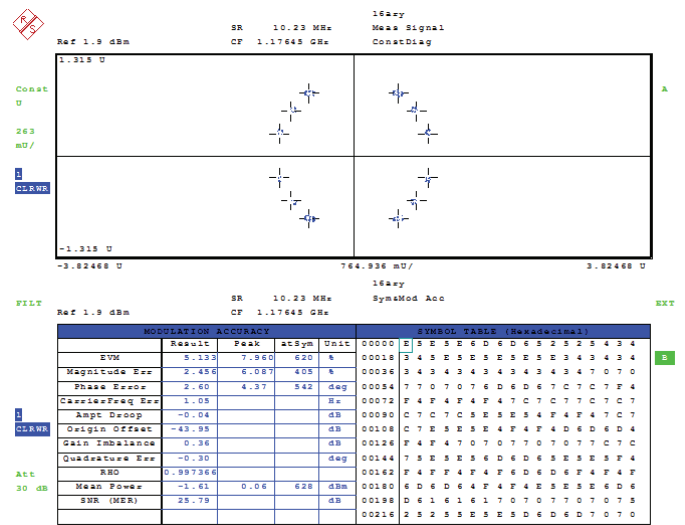 16ary
SR 10.23 MHz Meas Signal
Ref 1.9 dBm CF 1.17645 GHz ConstDiag
1.315 U
Const
U
A
263
mU/
1
CLRWR
-1.315 U
-3.82468 U 764.936 mU/ 3.82468 U
16ary
FILT SR 10.23 MHz Sym&Mod Acc EXT
Ref 1.9 dBm CF 1.17645 GHz
MODULATION ACCURACY SYMBOL TABLE (Hexadecimal)
Result Peak atSym Unit 00000 E 5 E 5 E 6 D 6 D 6 5 2 5 2 5 4 3 4
EVM 5.133 7.960 620 % 00018 3 4 5 E 5 E 5 E 5 E 5 E 3 4 3 4 3 4
Magnitude Err 2.456 6.087 405 % 00036 3 4 3 4 3 4 3 4 3 4 3 4 3 4 7 0 7 0
Phase Error 2.60 4.37 542 deg 00054 7 7 0 7 0 7 6 D 6 D 6 7 C 7 C 7 F 4
CarrierFreq Err 1.05 Hz 00072 F 4 F 4 F 4 F 4 7 C 7 C 7 7 C 7 C 7
Ampt Droop -0.04 dB 00090 C 7 C 7 C 5 E 5 E 5 4 F 4 F 4 7 C 7
1
CLRWR
Origin Offset -43.95 dB 00108 C 7 E 5 E 5 E 4 F 4 F 4 D 6 D 6 D 4
Gain Imbalance 0.36 dB 00126 F 4 F 4 7 0 7 0 7 7 0 7 0 7 7 C 7 C
Quadrature Err -0.30 deg 00144 7 5 E 5 E 5 6 D 6 D 6 5 E 5 E 5 F 4
RHO 0.997366 00162 F 4 F F 4 F 4 F 6 D 6 D 6 F 4 F 4 F
Att
30 dB
Mean Power -1.61 0.06 628 dBm 00180 6 D 6 D 6 4 F 4 F 4 E 5 E 5 E 6 D 6
SNR (MER) 25.79 dB 00198 D 6 1 6 1 6 1 7 0 7 0 7 7 0 7 0 7 5
00216 2 5 2 5 5 E 5 E 5 D 6 D 6 5 2 5 2
B